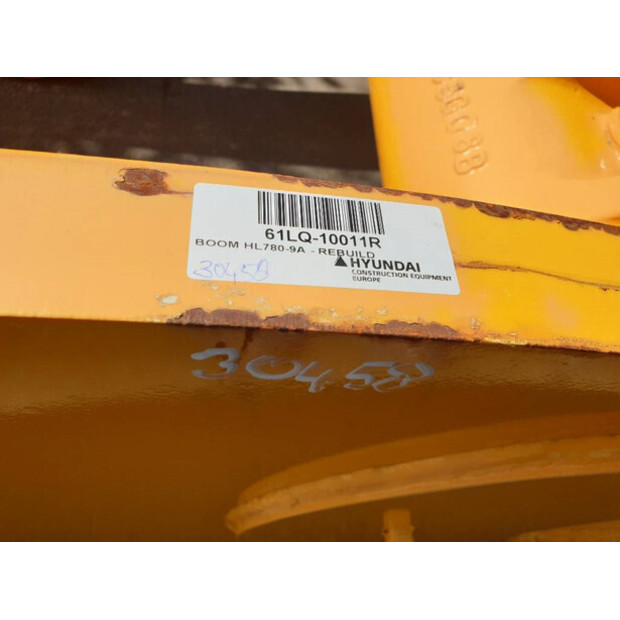 61LQ-10011R
BOOM HL780-9A - REBUILD
HYUNDAI
CONSTRUCTION EQUIPMENT
EUROPE
30458
30458